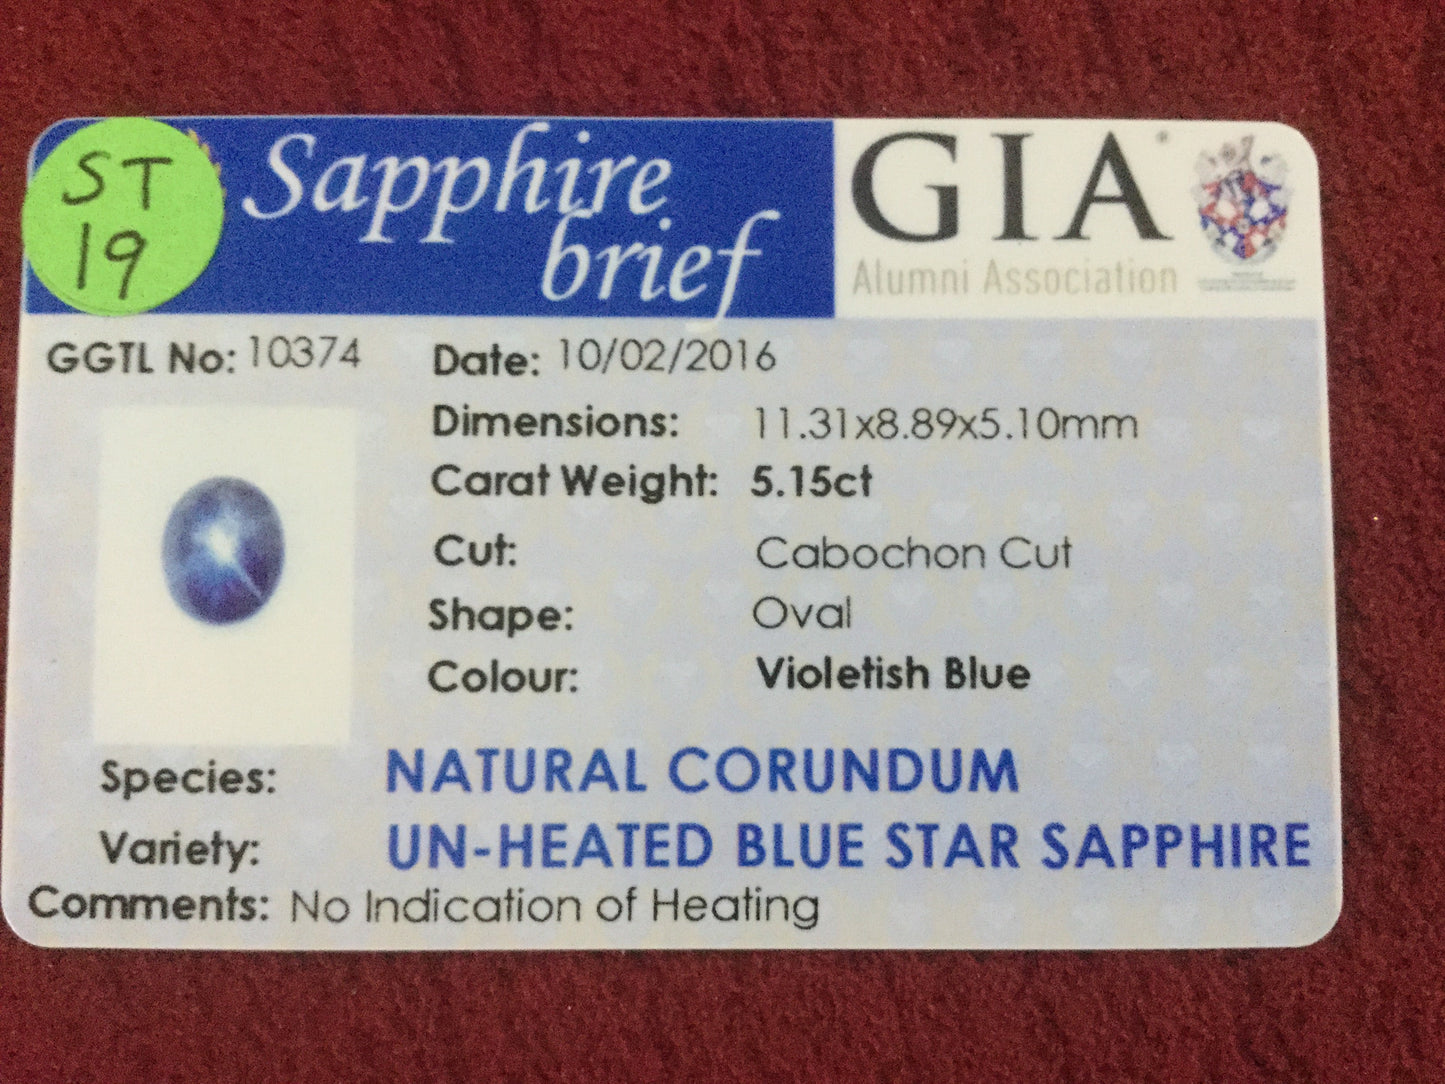 ST
19
Sapphire
brief
GIA®
Alumni Association
GGTL No: 10374
Date: 10/02/2016
Dimensions: 11.31x8.89x5.10mm
Carat Weight: 5.15ct
Cut: Cabochon Cut
Shape: Oval
Colour: Violetish Blue
Species: NATURAL CORUNDUM
Variety: UN-HEATED BLUE STAR SAPPHIRE
Comments: No Indication of Heating